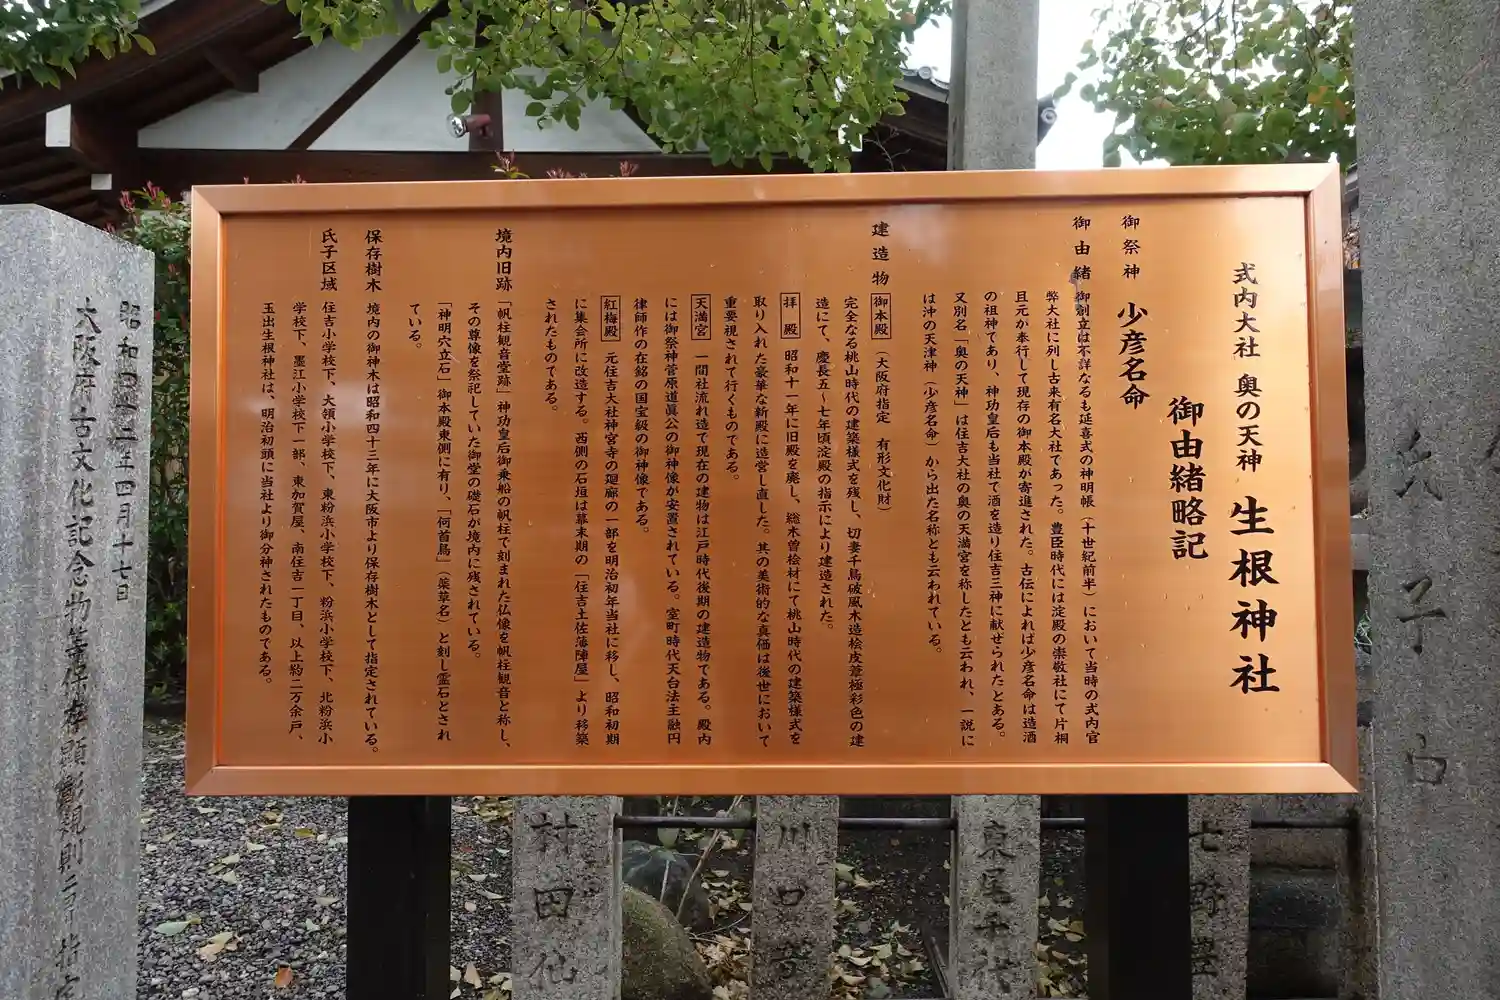 式内大社 奥の天神 生根神社
御由緒略記
御祭神 少彦名命
御由緒 御創立は不詳なるも延喜式の神明帳（十世紀前半）において当時の式内官
弊大社に列し古来有名大社であった。豊臣時代には淀殿の崇敬社にて片桐
且元が奉行して現存の御本殿が寄進された。古伝によれば少彦名命は造酒
の祖神であり、神功皇后も当社て酒を造り住吉三神に献ぜられたとある。
又別名「奥の天神」は住吉大社の奥の天満宮を称したとも云われ、一説に
は沖の天津神（少彦名命）から出た名称とも云われている。
建造物 御本殿（大阪府指定 有形文化財）
完全なる桃山時代の建築様式を残し、切妻千鳥破風木造桧皮葺極彩色の建
造にて、慶長五〜七年頃淀殿の指示により建造された。
拝殿 昭和十一年に旧殿を廃し、総木曽桧材にて桃山時代の建築様式を
取り入れた豪華な新殿に造営し直した。其の美術的な真価は後世において
重要視されて行くものである。
天満宮 一間社流れ造で現在の建物は江戸時代後期の建造物である。殿内
には御祭神菅原道眞公の御神像が安置されている。室町時代天台法主融円
律師作の在銘の国宝級の御神像である。
紅梅殿 元住吉大社神宮寺の廻廊の一部を明治初年当社に移し、昭和初期
に集会所に改造する。西側の石垣は幕末期の「住吉土佐藩陣屋」より移築
されたものである。
境内旧跡 「帆柱観音堂跡」神功皇后御乗船の帆柱で刻まれた仏像を帆柱観音と称し、
その尊像を祭祀していた御堂の礎石が境内に残されている。
「神明穴立石」御本殿東側に有り、「何首烏」（薬草名）と刻し霊石とされ
ている。
保存樹木 境内の御神木は昭和四十三年に大阪市より保存樹木として指定されている。
氏子区域 住吉小学校下、大領小学校下、東粉浜小学校下、粉浜小学校下、北粉浜小
学校下、墨江小学校下一部、東加賀屋、南住吉一丁目、以上約二万余戸、
玉出生根神社は、明治初頭に当社より御分神されたものである。
昭和四十二年四月十七日
大阪府古文化記念物等保存顕彰規則ニヨリ指定
氏子中
東尾千代
川口音
村田仙